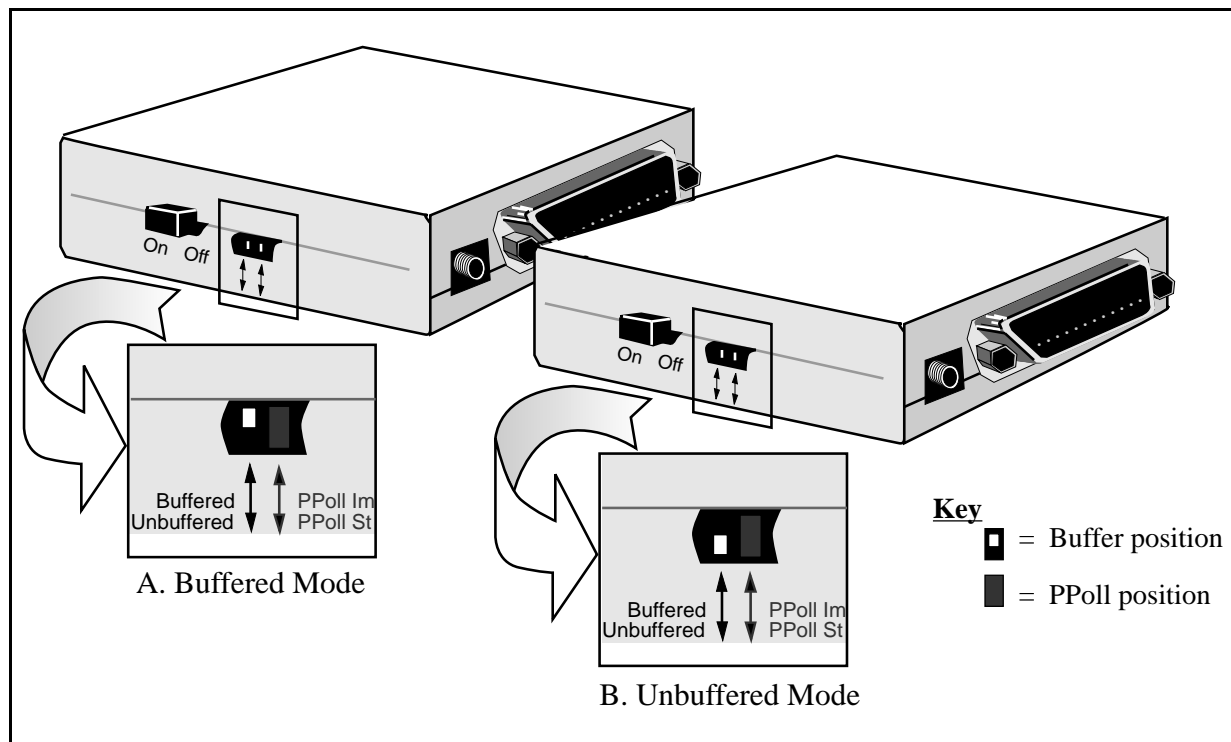 On Off
On Off
Buffered PPoll Im
Unbuffered PPoll St
A. Buffered Mode
Buffered PPoll Im
Unbuffered PPoll St
B. Unbuffered Mode
Key
= Buffer position
= PPoll position